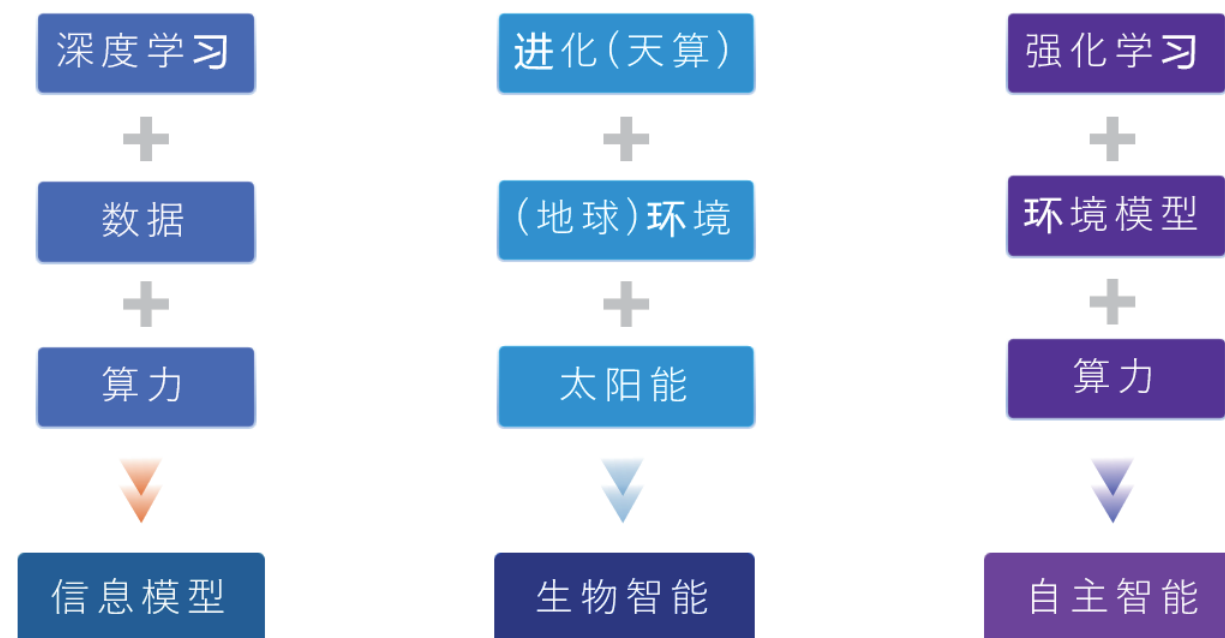 深度学习
进化(天算)
强化学习
数据
(地球)环境
环境模型
算力
太阳能
算力
信息模型
生物智能
自主智能